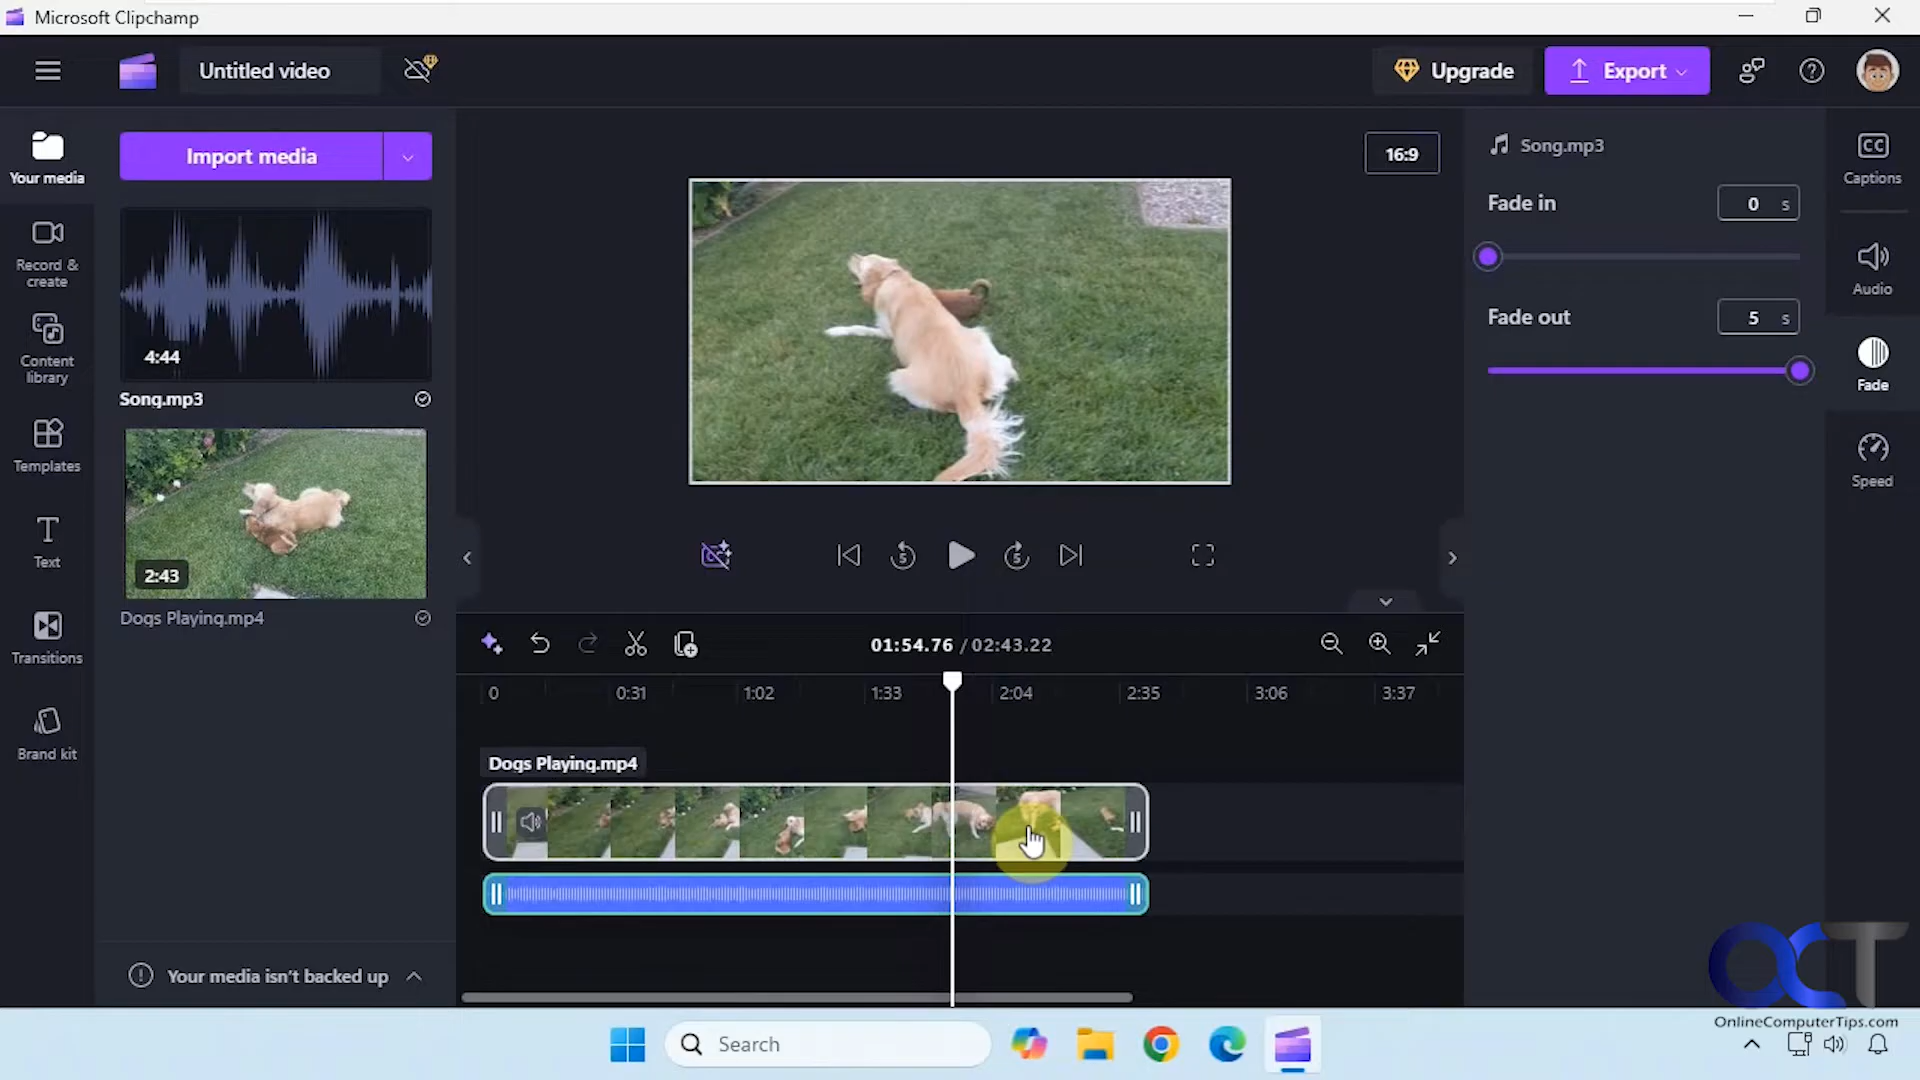 Microsoft Clipchamp
Untitled video
Upgrade
Export
Your media
Import media
16:9
Song.mp3
Captions
Fade in
0 s
Record &
create
Audio
Fade out
5 s
4:44
Content
library
Fade
Song.mp3
Templates
Speed
Text
2:43
Dogs Playing.mp4
Transitions
01:54.76 / 02:43.22
0 0:31 1:02 1:33 2:04 2:35 3:06 3:37
Brand kit
Dogs Playing.mp4
Your media isn't backed up
OCT
OnlineComputerTips.com
Search